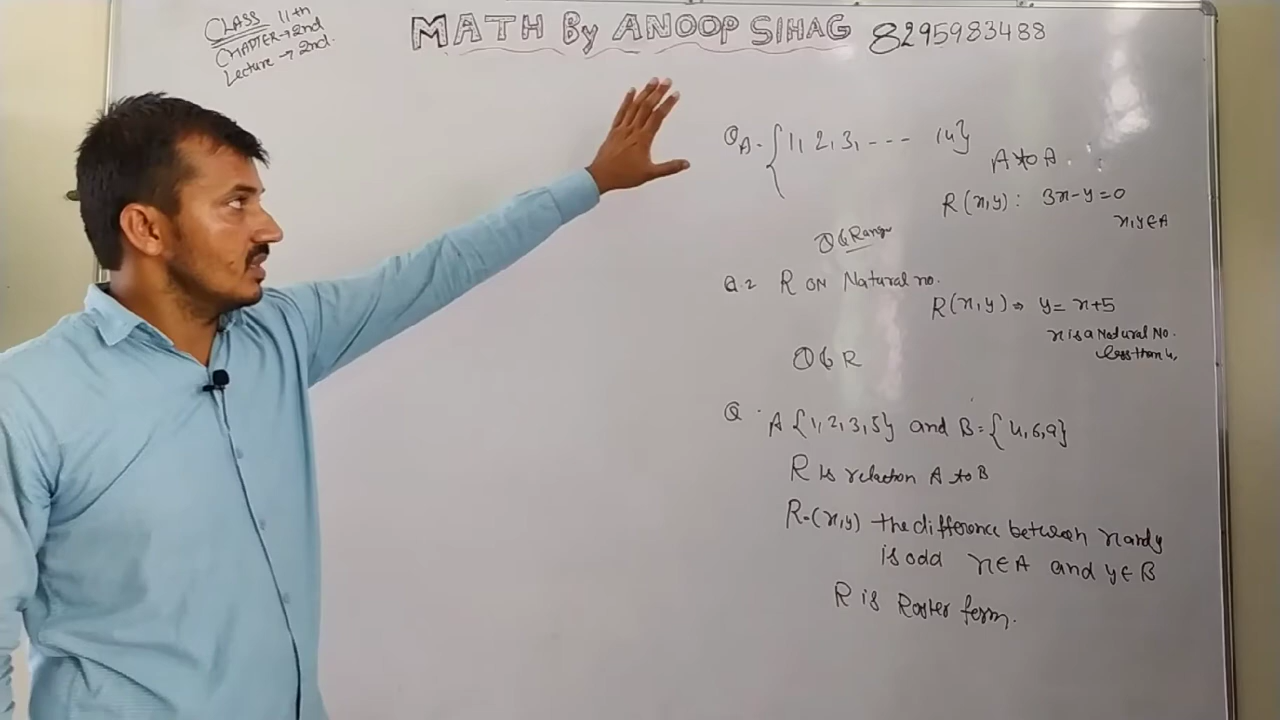 CLASS 11th
CHAPTER → 2nd
Lecture → 2nd.
MATH By ANOOP SIHAG 8295983488
Q A = {1, 2, 3, --- 14}
A to A
R(x,y) : 3x-y=0
x,y∈A
D & Range
Q. 2 R ON Natural no.
R(x,y) ⇒ y = x+5
x is a Natural No.
less than 4,
D & R
Q. A {1,2,3,5} and B = {4,6,9}
R is relation A to B
R=(x,y) the difference between x and y
is odd x∈A and y∈B
R is Roster form.